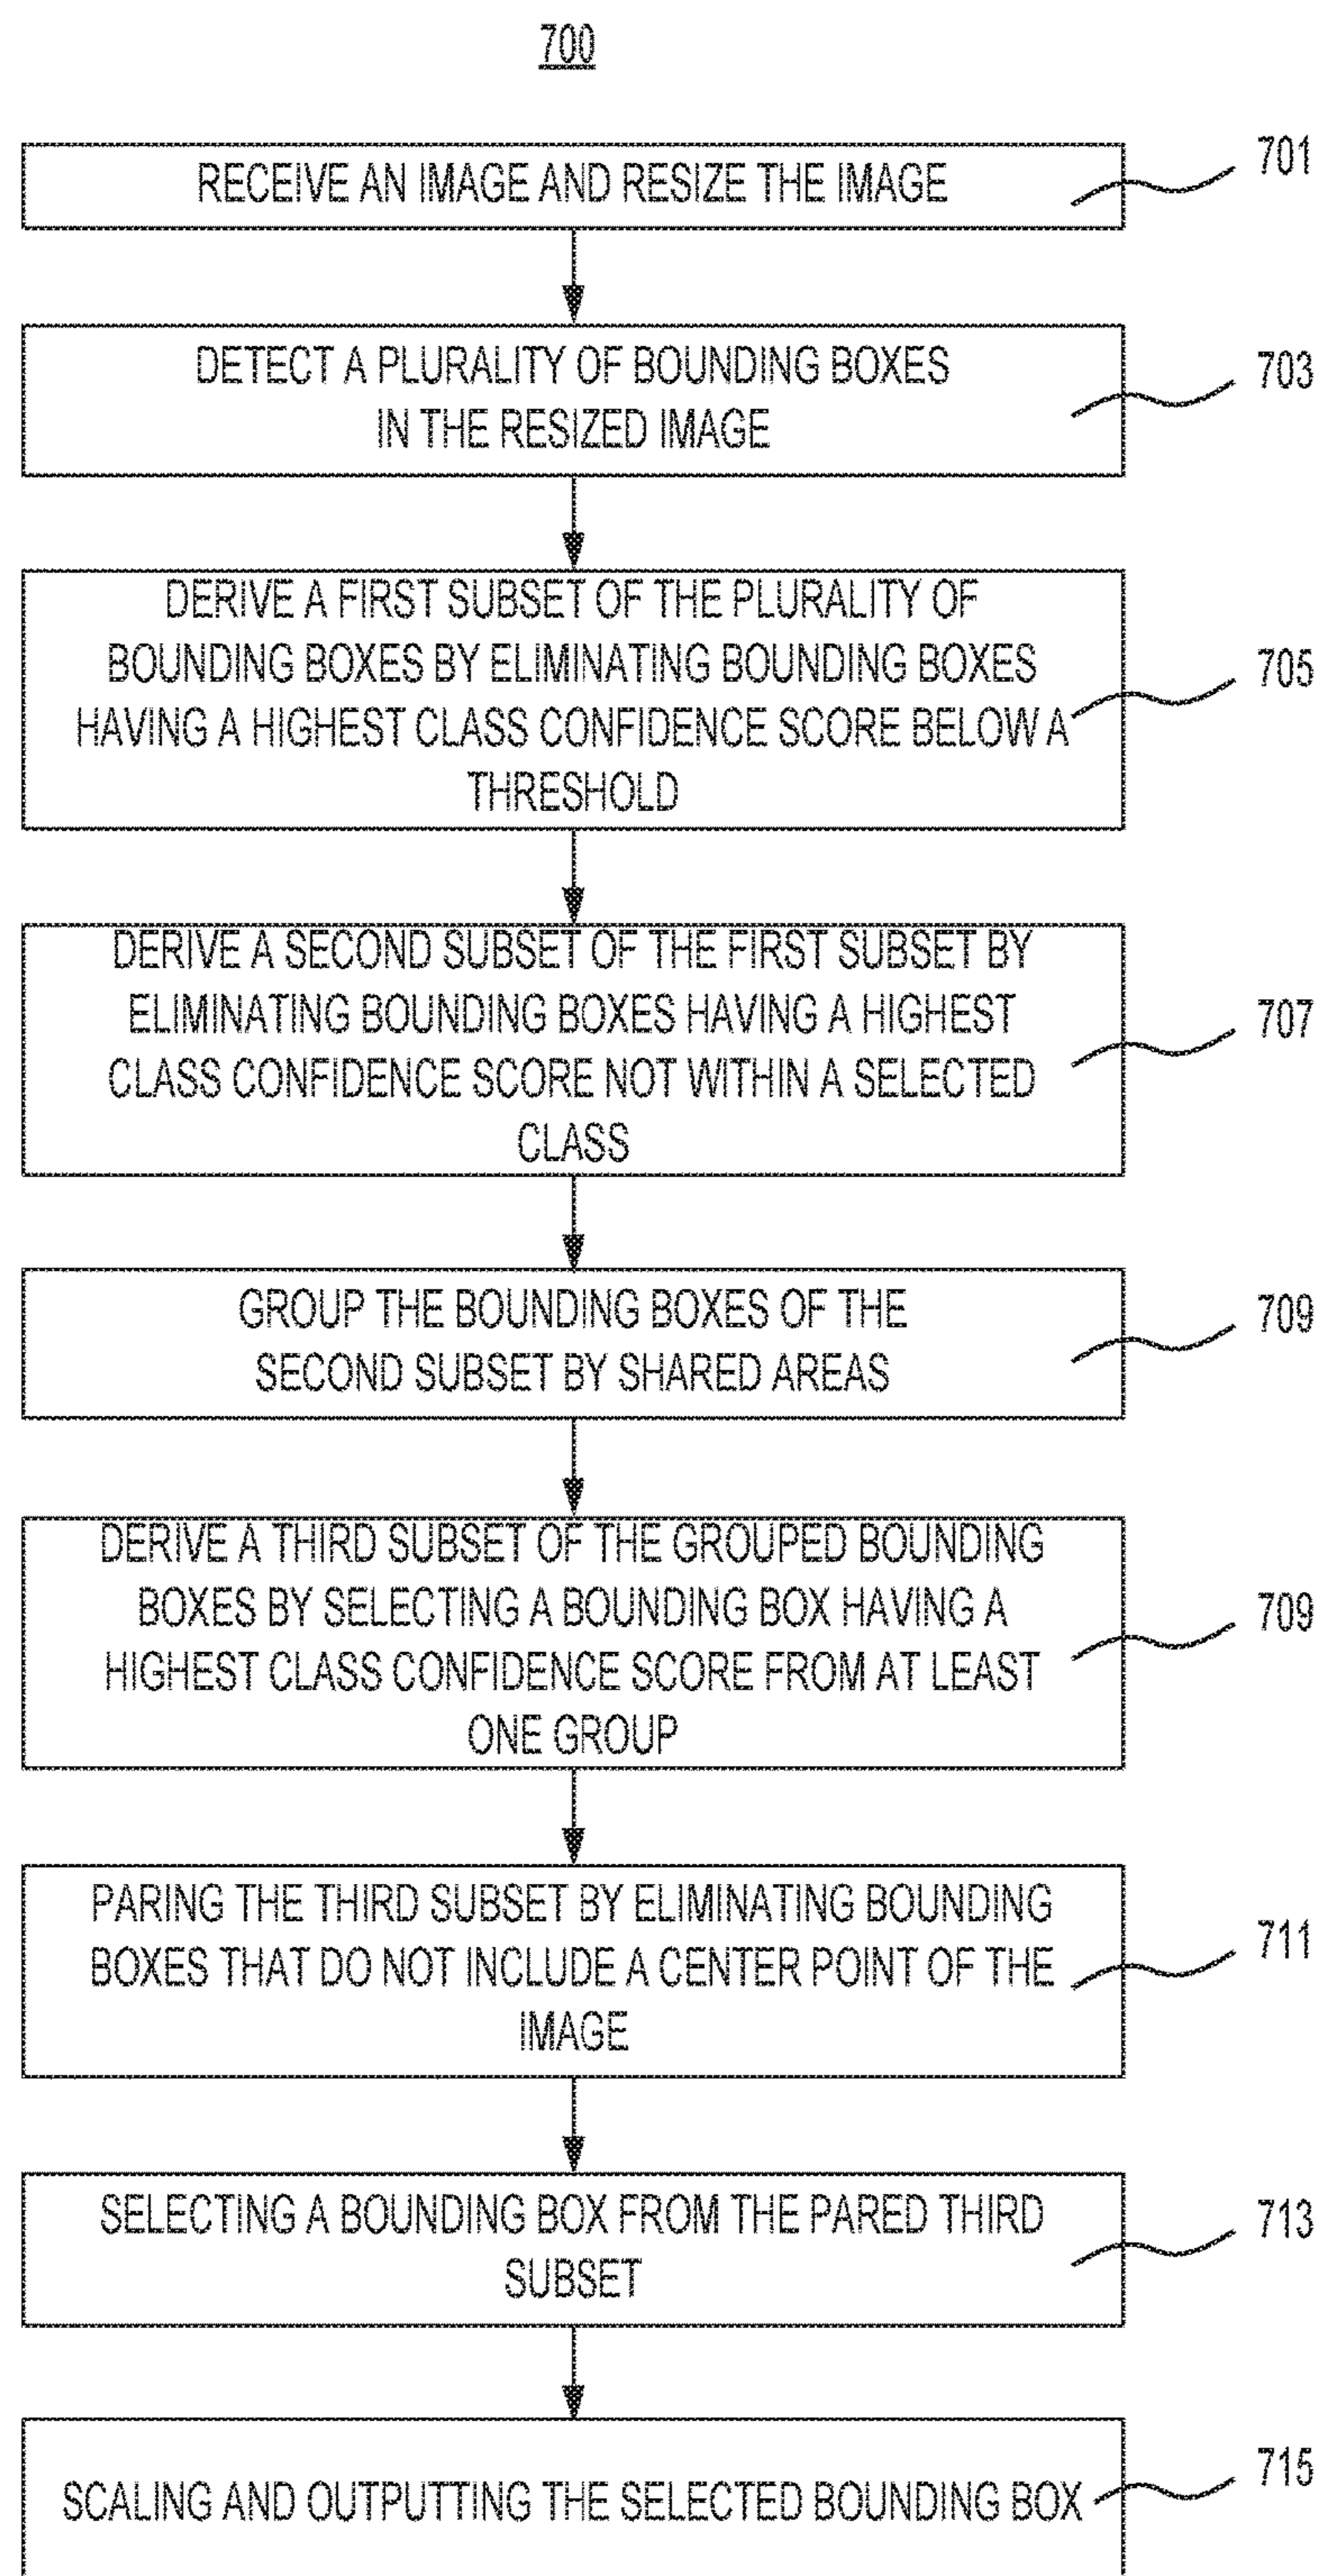 700
RECEIVE AN IMAGE AND RESIZE THE IMAGE
701
DETECT A PLURALITY OF BOUNDING BOXES
IN THE RESIZED IMAGE
703
DERIVE A FIRST SUBSET OF THE PLURALITY OF
BOUNDING BOXES BY ELIMINATING BOUNDING BOXES
HAVING A HIGHEST CLASS CONFIDENCE SCORE BELOW A
THRESHOLD
705
DERIVE A SECOND SUBSET OF THE FIRST SUBSET BY
ELIMINATING BOUNDING BOXES HAVING A HIGHEST
CLASS CONFIDENCE SCORE NOT WITHIN A SELECTED
CLASS
707
GROUP THE BOUNDING BOXES OF THE
SECOND SUBSET BY SHARED AREAS
709
DERIVE A THIRD SUBSET OF THE GROUPED BOUNDING
BOXES BY SELECTING A BOUNDING BOX HAVING A
HIGHEST CLASS CONFIDENCE SCORE FROM AT LEAST
ONE GROUP
709
PARING THE THIRD SUBSET BY ELIMINATING BOUNDING
BOXES THAT DO NOT INCLUDE A CENTER POINT OF THE
IMAGE
711
SELECTING A BOUNDING BOX FROM THE PARED THIRD
SUBSET
713
SCALING AND OUTPUTTING THE SELECTED BOUNDING BOX
715